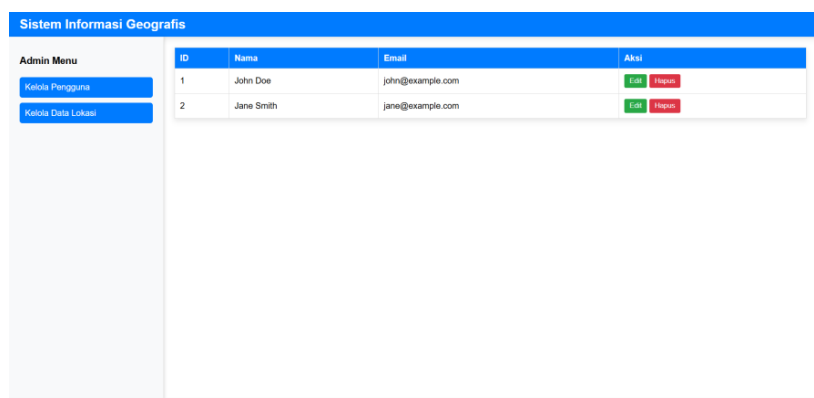 Sistem Informasi Geografis
Admin Menu
Kelola Pengguna
Kelola Data Lokasi
ID Nama Email Aksi
1 John Doe john@example.com Edit Hapus
2 Jane Smith jane@example.com Edit Hapus